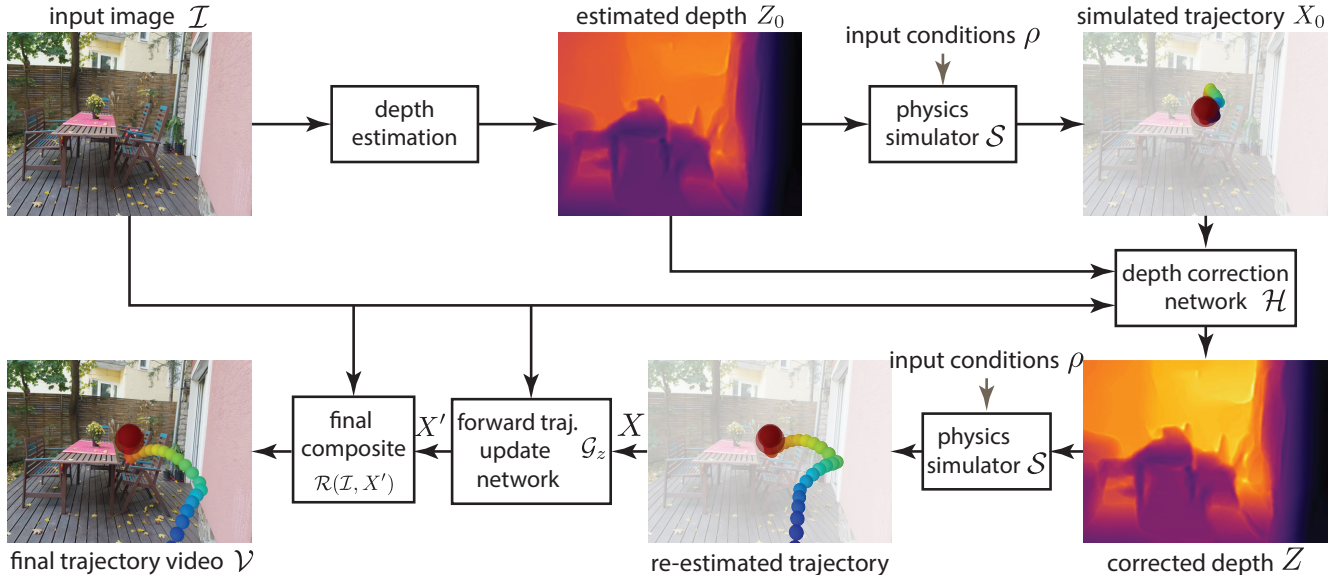 input image ℐ
estimated depth Z₀
simulated trajectory X₀
input conditions ρ
depth
estimation
physics
simulator 𝒮
depth correction
network ℋ
input conditions ρ
final
composite
ℛ(ℐ, X′)
X′
forward traj.
update
network
𝒢_z
X
physics
simulator 𝒮
final trajectory video 𝒱
re-estimated trajectory
corrected depth Z